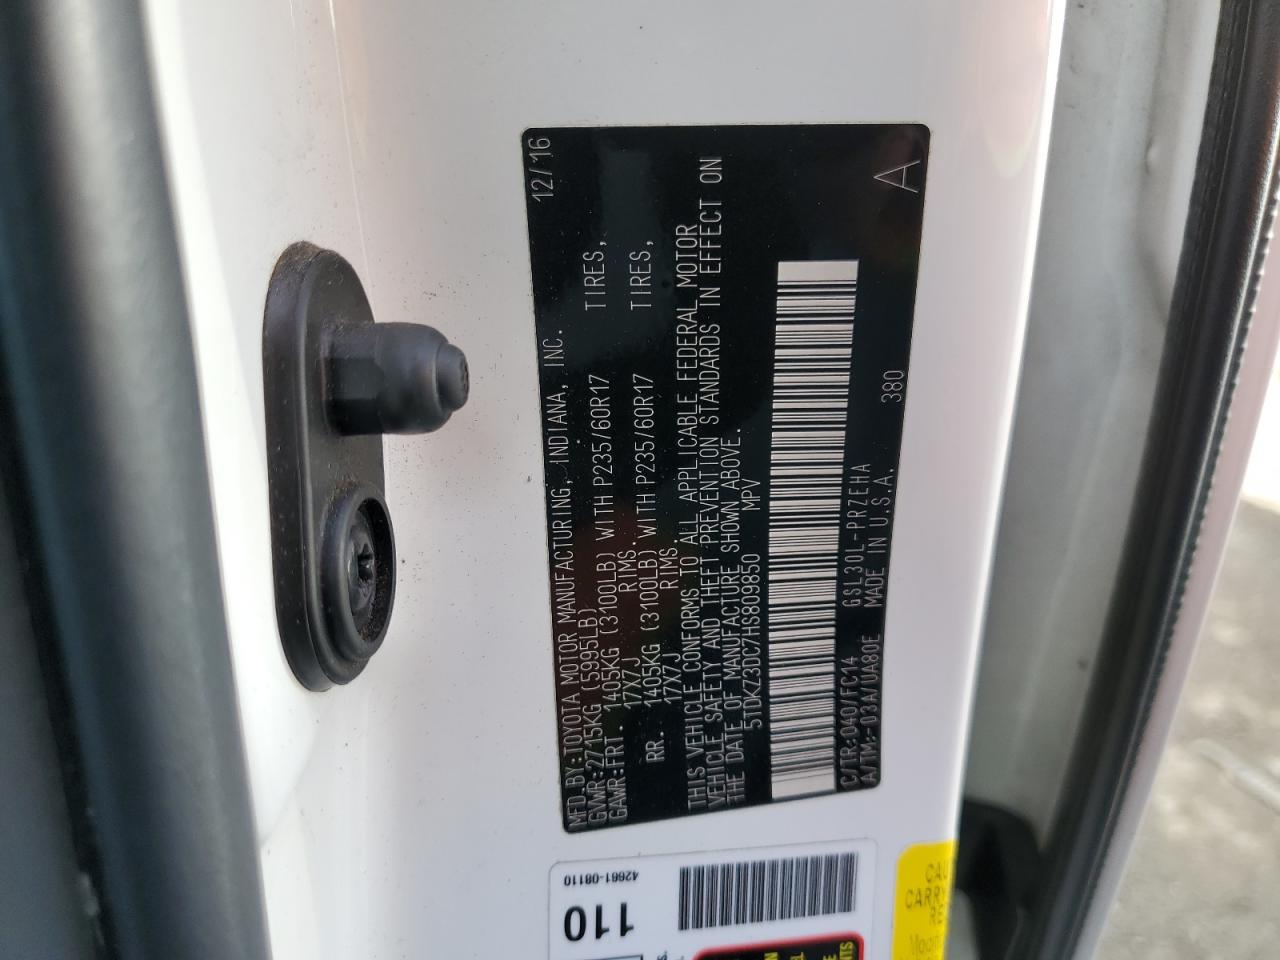 MFD.BY:TOYOTA MOTOR MANUFACTURING, INDIANA, INC. 12/16
GVWR:2715KG (5995LB)
GAWR:FRT. 1405KG (3100LB) WITH P235/60R17 TIRES,
17X7J RIMS.
RR. 1405KG (3100LB) WITH P235/60R17 TIRES,
17X7J RIMS.
THIS VEHICLE CONFORMS TO ALL APPLICABLE FEDERAL MOTOR
VEHICLE SAFETY AND THEFT PREVENTION STANDARDS IN EFFECT ON
THE DATE OF MANUFACTURE SHOWN ABOVE.
5TDKZ3DC7HS809850 MPV
C/TR:040/FC14 GSL30L-PRZEHA
A/TM:-03A/UA80E MADE IN U.S.A. 380 A
42661-08110
110
CARRY
RE